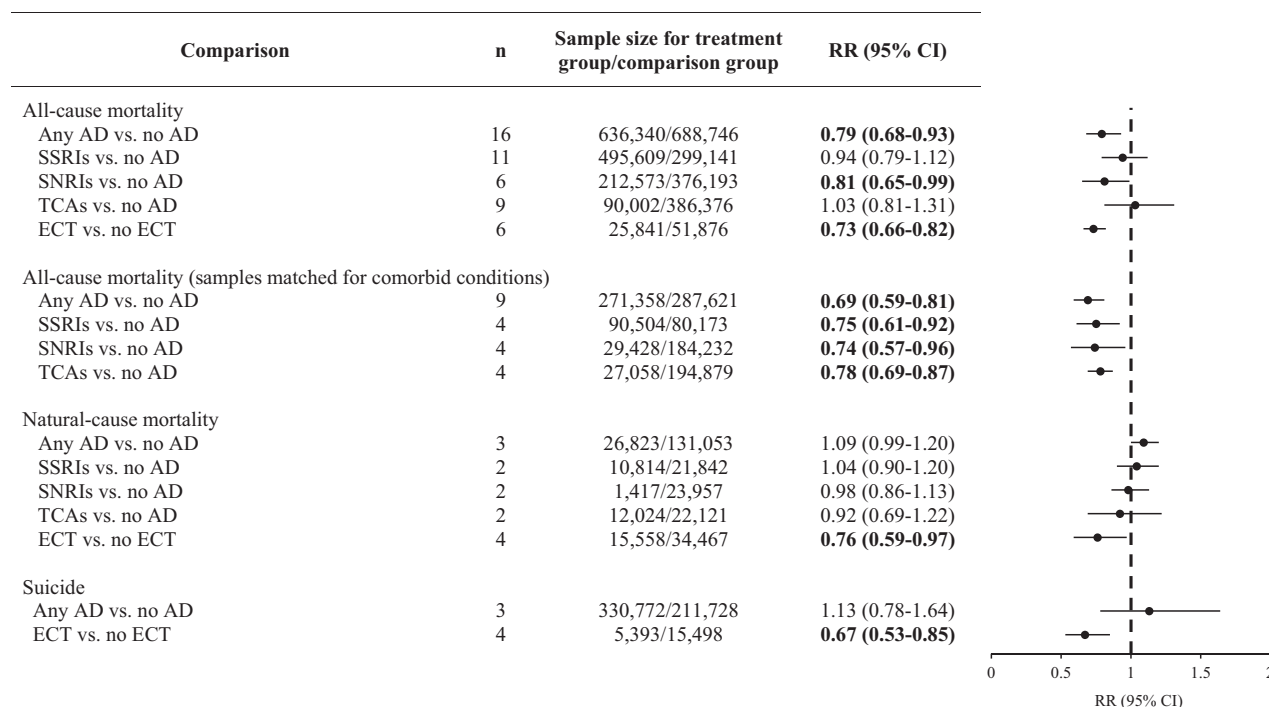 Comparison n Sample size for treatment group/comparison group RR (95% CI)
All-cause mortality
Any AD vs. no AD 16 636,340/688,746 0.79 (0.68-0.93)
SSRIs vs. no AD 11 495,609/299,141 0.94 (0.79-1.12)
SNRIs vs. no AD 6 212,573/376,193 0.81 (0.65-0.99)
TCAs vs. no AD 9 90,002/386,376 1.03 (0.81-1.31)
ECT vs. no ECT 6 25,841/51,876 0.73 (0.66-0.82)
All-cause mortality (samples matched for comorbid conditions)
Any AD vs. no AD 9 271,358/287,621 0.69 (0.59-0.81)
SSRIs vs. no AD 4 90,504/80,173 0.75 (0.61-0.92)
SNRIs vs. no AD 4 29,428/184,232 0.74 (0.57-0.96)
TCAs vs. no AD 4 27,058/194,879 0.78 (0.69-0.87)
Natural-cause mortality
Any AD vs. no AD 3 26,823/131,053 1.09 (0.99-1.20)
SSRIs vs. no AD 2 10,814/21,842 1.04 (0.90-1.20)
SNRIs vs. no AD 2 1,417/23,957 0.98 (0.86-1.13)
TCAs vs. no AD 2 12,024/22,121 0.92 (0.69-1.22)
ECT vs. no ECT 4 15,558/34,467 0.76 (0.59-0.97)
Suicide
Any AD vs. no AD 3 330,772/211,728 1.13 (0.78-1.64)
ECT vs. no ECT 4 5,393/15,498 0.67 (0.53-0.85)
0 0.5 1 1.5 2
RR (95% CI)